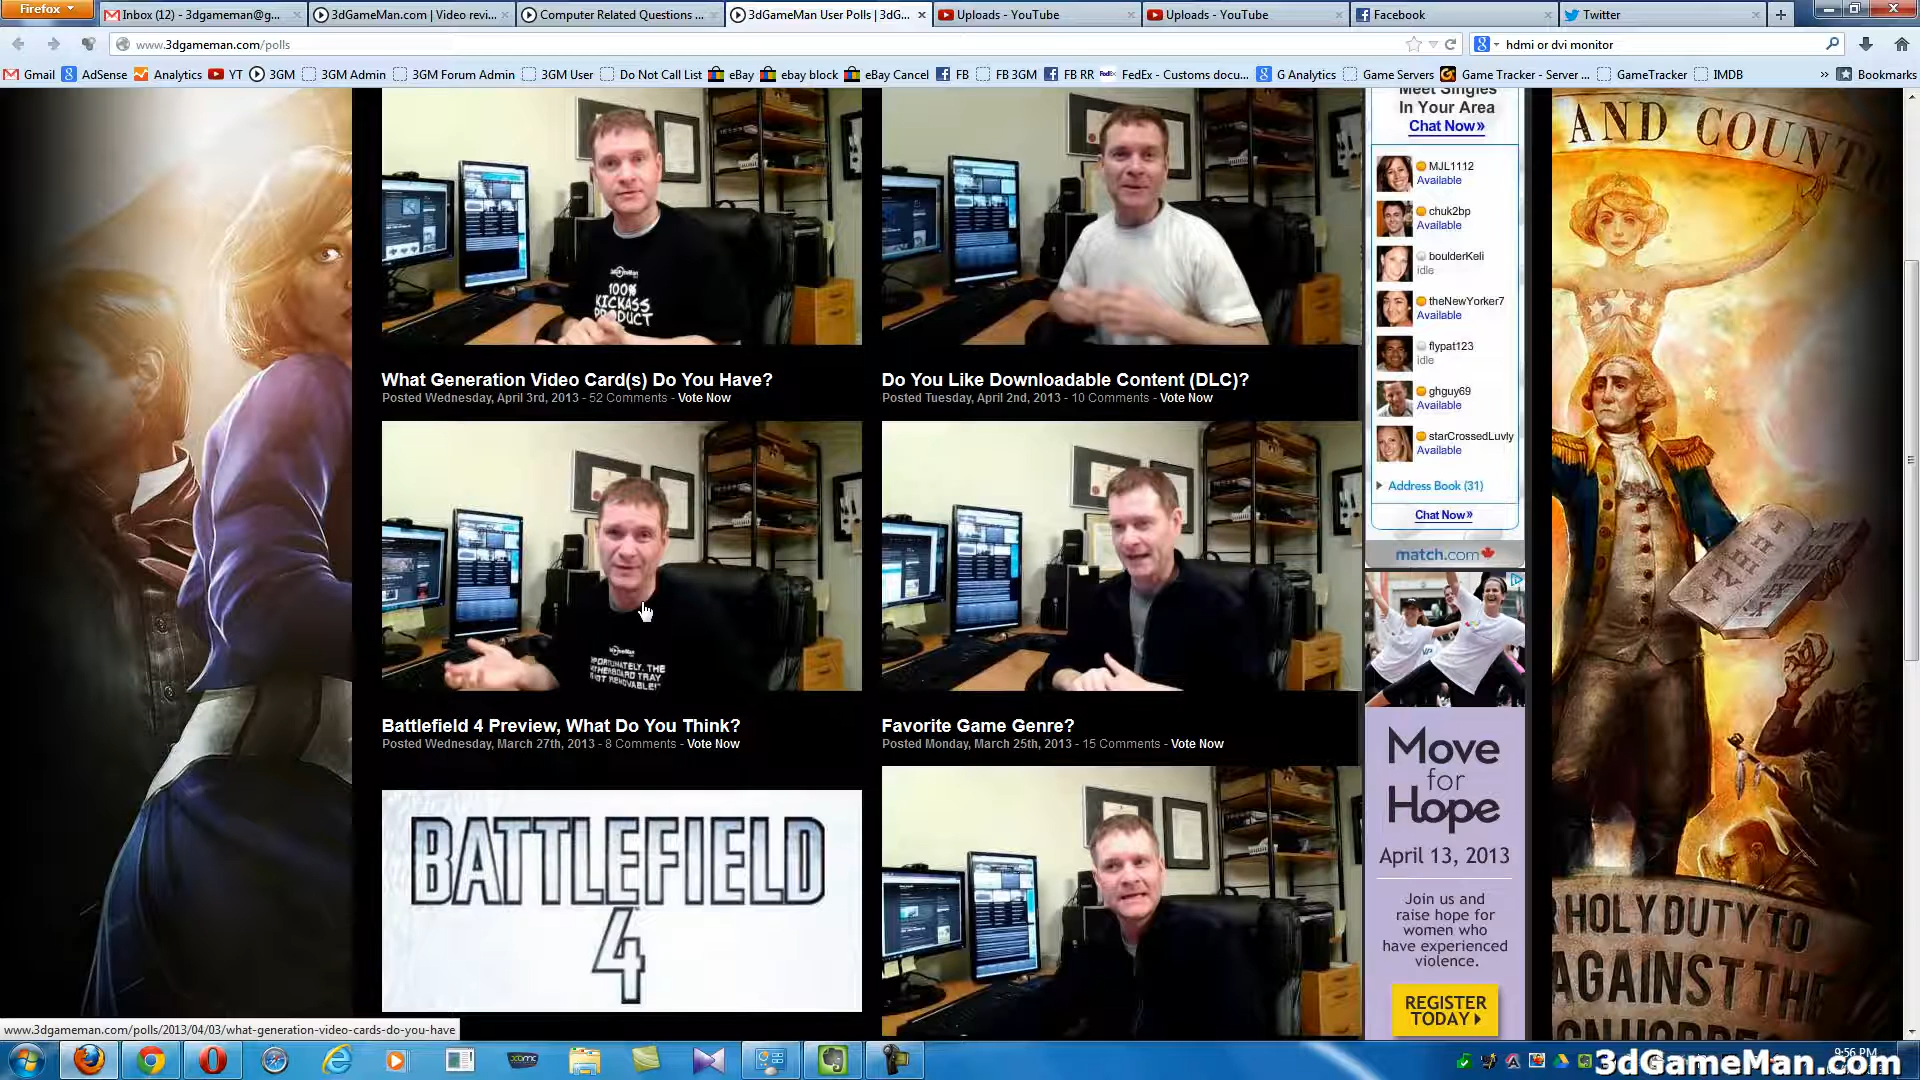 Firefox
Inbox (12) - 3dgameman@g...
3dGameMan.com | Video revi...
Computer Related Questions ...
3dGameMan User Polls | 3dG...
Uploads - YouTube
Uploads - YouTube
Facebook
Twitter
www.3dgameman.com/polls
hdmi or dvi monitor
Gmail
AdSense
Analytics
YT
3GM
3GM Admin
3GM Forum Admin
3GM User
Do Not Call List
eBay
ebay block
eBay Cancel
FB
FB 3GM
FB RR
FedEx - Customs docu...
G Analytics
Game Servers
Game Tracker - Server ...
GameTracker
IMDB
Bookmarks
Meet Singles
In Your Area
Chat Now»
MJL1112
Available
chuk2bp
Available
boulderKeli
idle
theNewYorker7
Available
flypat123
idle
ghguy69
Available
starCrossedLuvly
Available
Address Book (31)
Chat Now»
match.com
100%
KICKASS
PRODUCT
What Generation Video Card(s) Do You Have?
Posted Wednesday, April 3rd, 2013 - 52 Comments - Vote Now
Do You Like Downloadable Content (DLC)?
Posted Tuesday, April 2nd, 2013 - 10 Comments - Vote Now
Battlefield 4 Preview, What Do You Think?
Posted Wednesday, March 27th, 2013 - 8 Comments - Vote Now
Favorite Game Genre?
Posted Monday, March 25th, 2013 - 15 Comments - Vote Now
BATTLEFIELD
4
Move
for
Hope
April 13, 2013
Join us and
raise hope for
women who
have experienced
violence.
REGISTER
TODAY
AND COUNT
HOLY DUTY TO
AGAINST THE
www.3dgameman.com/polls/2013/04/03/what-generation-video-cards-do-you-have
9:56 PM
3dGameMan.com